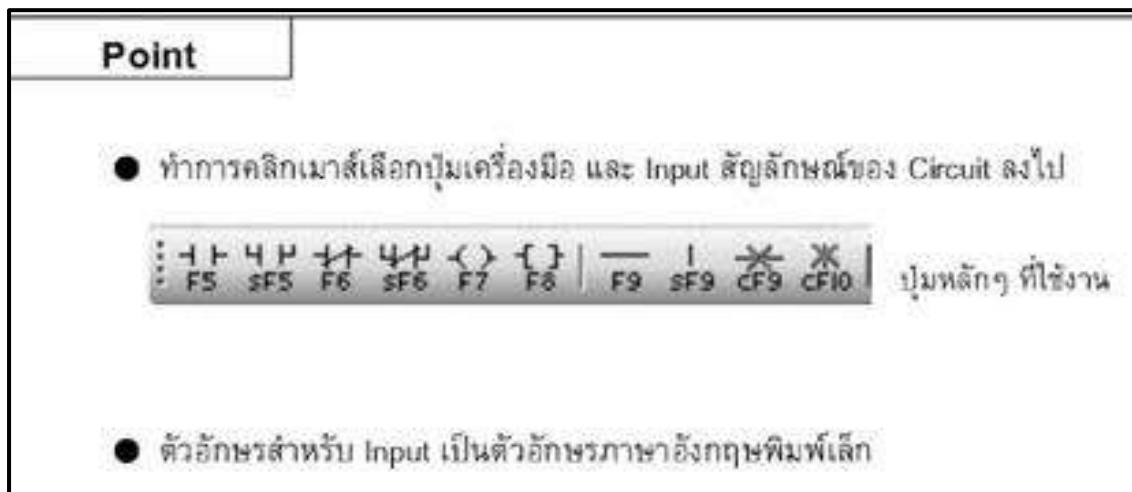 Point
● ทำการคลิกเมาส์เลือกปุ่มเครื่องมือ และ Input สัญลักษณ์ของ Circuit ลงไป
F5 sF5 F6 sF6 F7 F8 F9 sF9 cF9 cF10 ปุ่มหลักๆ ที่ใช้งาน
● ตัวอักษรสำหรับ Input เป็นตัวอักษรภาษาอังกฤษพิมพ์เล็ก